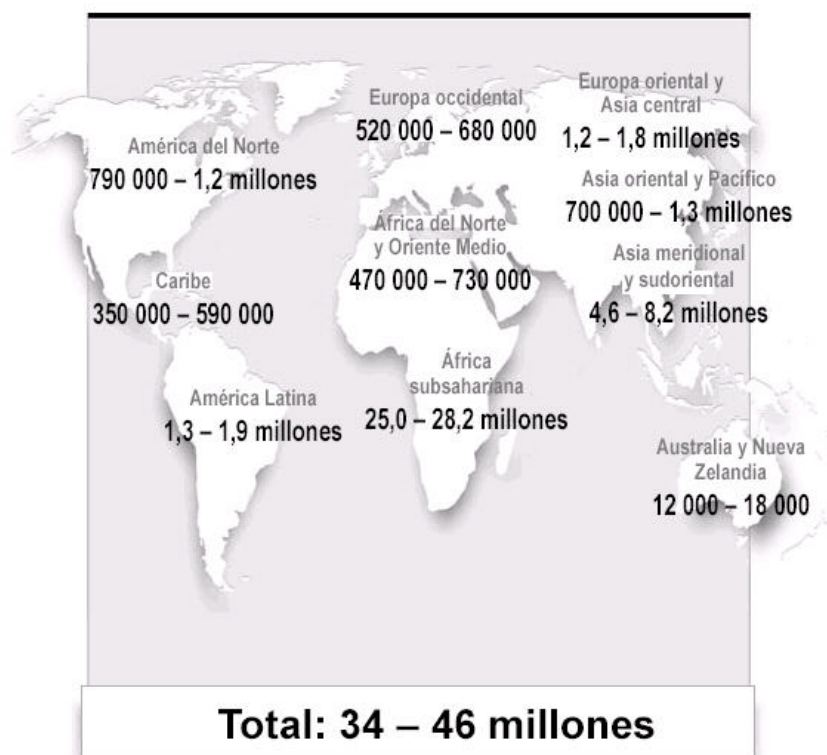 Europa occidental
520 000 – 680 000
Europa oriental y
Asia central
1,2 – 1,8 millones
América del Norte
790 000 – 1,2 millones
Asia oriental y Pacífico
700 000 – 1,3 millones
África del Norte
y Oriente Medio
470 000 – 730 000
Asia meridional
y sudoriental
4,6 – 8,2 millones
Caribe
350 000 – 590 000
África
subsahariana
25,0 – 28,2 millones
América Latina
1,3 – 1,9 millones
Australia y Nueva
Zelandia
12 000 – 18 000
Total: 34 – 46 millones